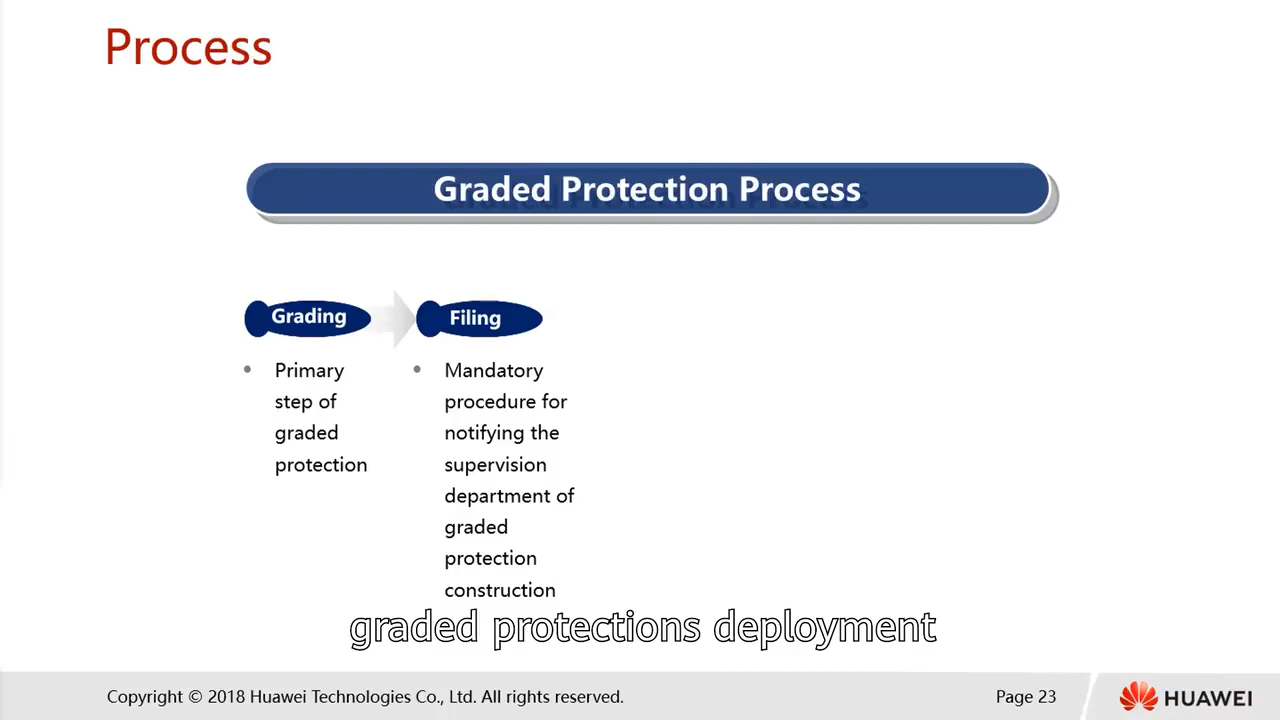 Process
Graded Protection Process
Grading
Filing
• Primary
step of
graded
protection
• Mandatory
procedure for
notifying the
supervision
department of
graded
protection
construction
graded protections deployment
Copyright © 2018 Huawei Technologies Co., Ltd. All rights reserved.
Page 23
HUAWEI